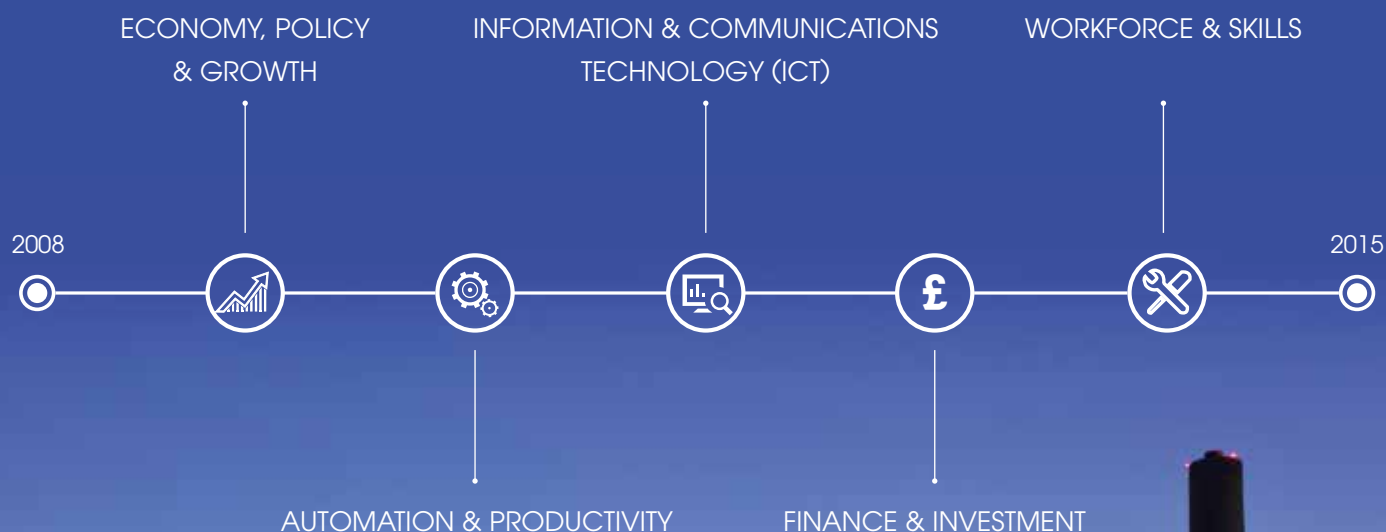 ECONOMY, POLICY
& GROWTH
INFORMATION & COMMUNICATIONS
TECHNOLOGY (ICT)
WORKFORCE & SKILLS
2008
2015
£
AUTOMATION & PRODUCTIVITY
FINANCE & INVESTMENT